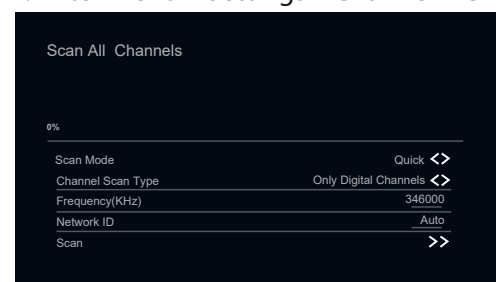 Scan All Channels
0%
Scan Mode Quick <>
Channel Scan Type Only Digital Channels <>
Frequency(KHz) 346000
Network ID Auto
Scan >>